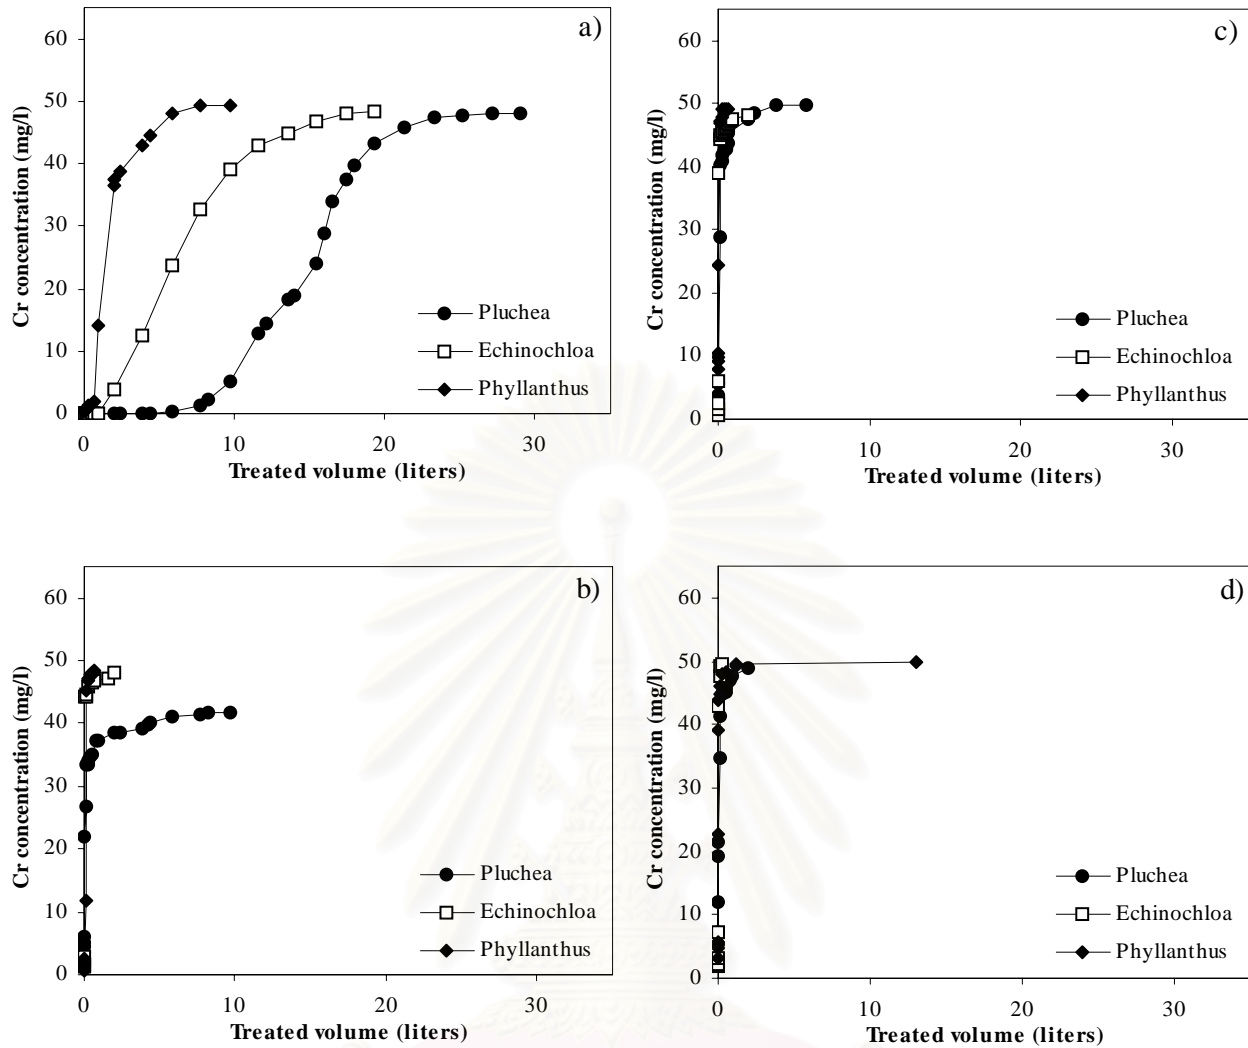 a)
Cr concentration (mg/l)
60
50
40
30
20
10
0
0 10 20 30
Treated volume (liters)
Pluchea
Echinochloa
Phyllanthus
c)
Cr concentration (mg/l)
60
50
40
30
20
10
0
0 10 20 30
Treated volume (liters)
Pluchea
Echinochloa
Phyllanthus
b)
Cr concentration (mg/l)
60
50
40
30
20
10
0
0 10 20 30
Treated volume (liters)
Pluchea
Echinochloa
Phyllanthus
d)
Cr concentration (mg/l)
60
50
40
30
20
10
0
0 10 20 30
Treated volume (liters)
Pluchea
Echinochloa
Phyllanthus